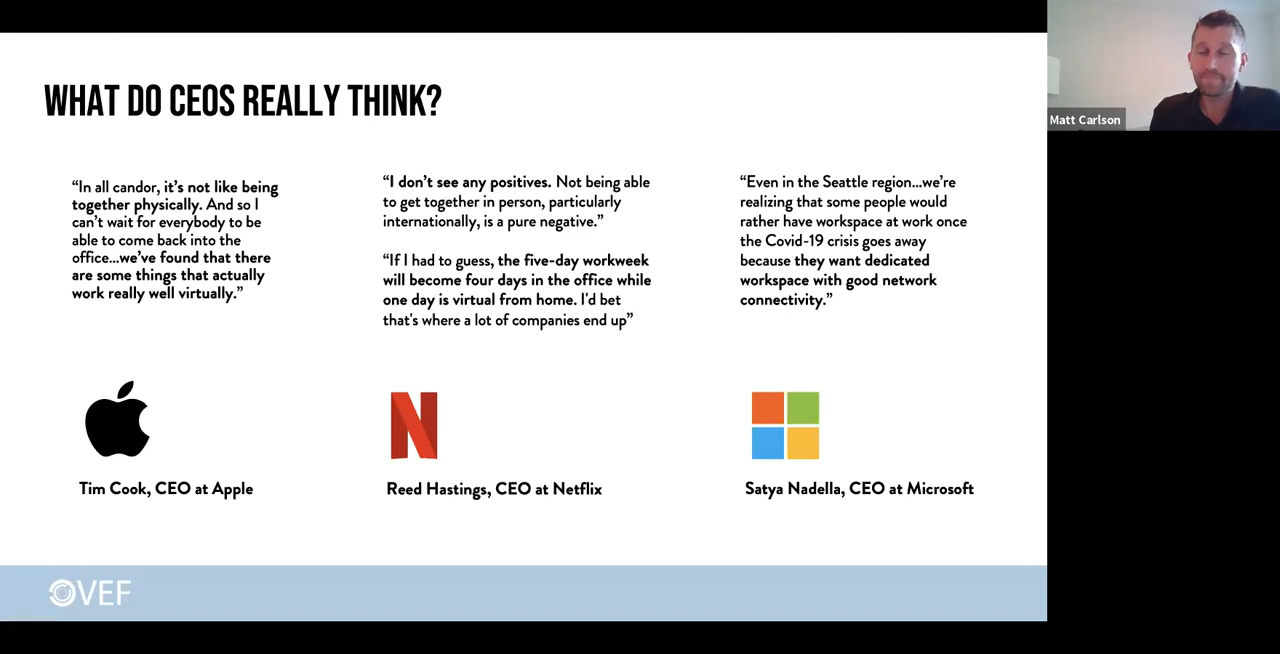 WHAT DO CEOS REALLY THINK?
“In all candor, it’s not like being
together physically. And so I
can’t wait for everybody to be
able to come back into the
office...we’ve found that there
are some things that actually
work really well virtually.”
“I don’t see any positives. Not being able
to get together in person, particularly
internationally, is a pure negative.”
“If I had to guess, the five-day workweek
will become four days in the office while
one day is virtual from home. I'd bet
that's where a lot of companies end up”
“Even in the Seattle region...we’re
realizing that some people would
rather have workspace at work once
the Covid-19 crisis goes away
because they want dedicated
workspace with good network
connectivity.”
Tim Cook, CEO at Apple
Reed Hastings, CEO at Netflix
Satya Nadella, CEO at Microsoft
VEF
Matt Carlson